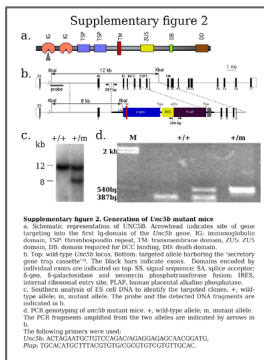 Supplementary figure 2
a.
IG IG TSP TSP TM ZU5 DB DD
b.
XbaI 12 kb XbaI 1 Kb
probe
387 bp
XbaI 8 kb XbaI
540 bp
c. +/+ +/m
kb
12
8
d. M +/+ +/m
2 kb
540bp
387bp
Supplementary figure 2. Generation of Unc5b mutant mice
a. Schematic representation of UNC5B. Arrowhead indicates site of gene
targeting into the first Ig-domain of the Unc5b gene. IG: immunoglobulin
domain, TSP: thrombospondin repeat, TM: transmembrane domain, ZU5: ZU5
domain, DB: domain required for DCC binding, DD: death domain.
b. Top: wild-type Unc5b locus. Bottom: targeted allele harboring the 'secretory
gene trap cassette'. The black bars indicate exons. Domains encoded by
individual exons are indicated on top. SS, signal sequence; SA, splice acceptor;
ß-geo, ß-galactosidase and neomycin phosphotransferase fusion; IRES,
internal ribosomal entry site, PLAP, human placental alkaline phosphatase.
c. Southern analysis of ES cell DNA to identify the targeted clones. +, wild-
type allele; m, mutant allele. The probe and the detected DNA fragments are
indicated in b.
d. PCR genotyping of unc5b mutant mice. +, wild-type allele; m, mutant allele.
The PCR fragments amplified from the two alleles are indicated by arrows in
b.
The following primers were used:
Unc5b: ACTAGAATGCTGTCCAGACIAGAGGAGAGCAACGGATG,
Plap: TGCACATGCTTTACGTGTG/CGCGTGTCGTGTTGCAC.